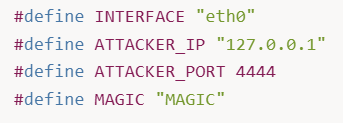 #define INTERFACE "eth0"
#define ATTACKER_IP "127.0.0.1"
#define ATTACKER_PORT 4444
#define MAGIC "MAGIC"